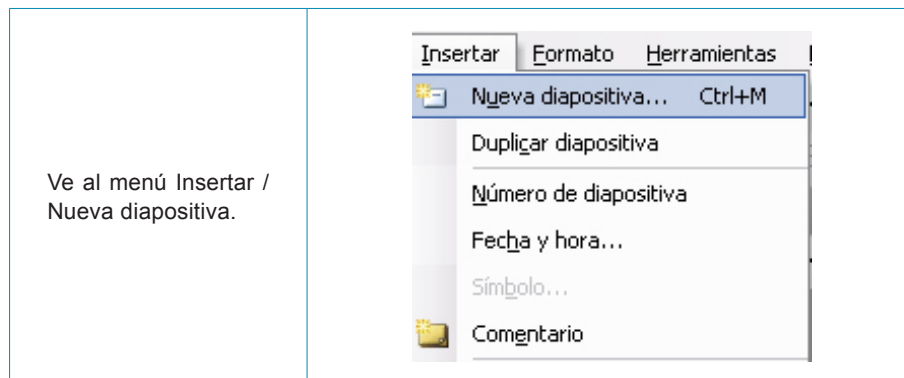 Ve al menú Insertar /
Nueva diapositiva.
Insertar Formato Herramientas
Nueva diapositiva... Ctrl+M
Duplicar diapositiva
Número de diapositiva
Fecha y hora...
Símbolo...
Comentario